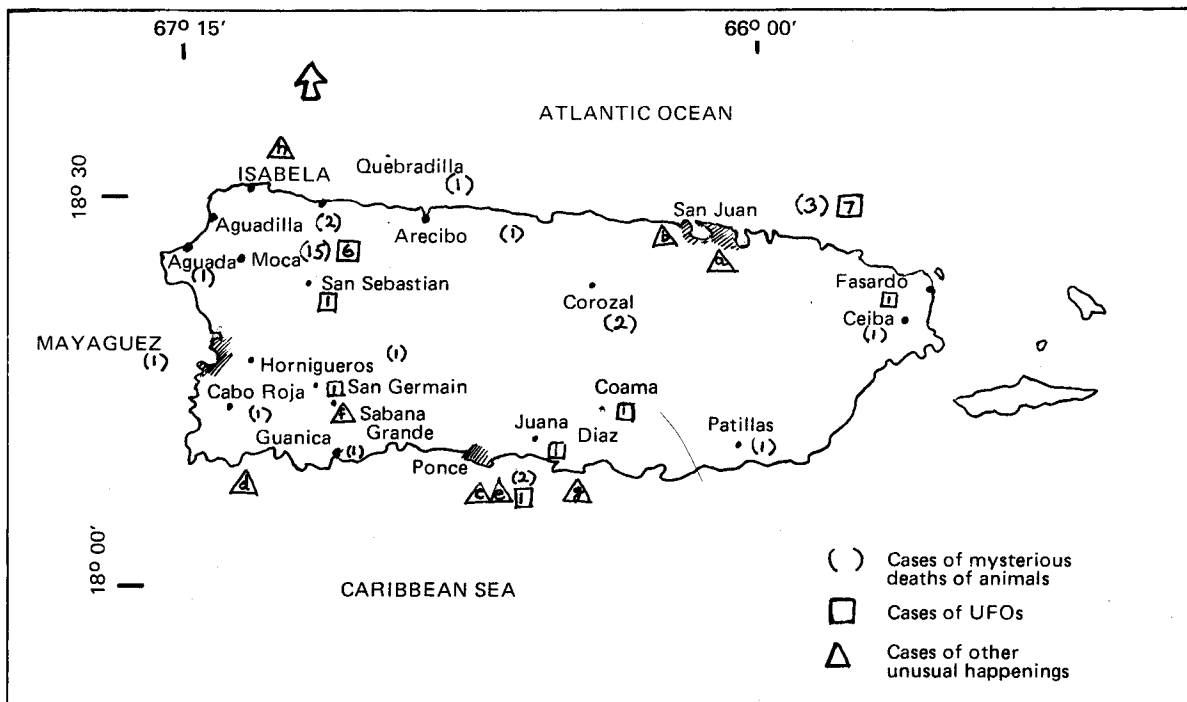 67° 15'
66° 00'
ATLANTIC OCEAN
h
Quebradilla
(1)
ISABELA
18° 30
San Juan
(3) 7
Aguadilla (2)
Arecibo
(1)
b
a
Aguada
(1)
Moca (15) 6
San Sebastian
1
Fasardo
1
Corozal
(2)
Ceiba
(1)
MAYAGUEZ
(1)
Hornigueros (1)
Cabo Roja
(1)
1 San Germain
f Sabana
Grande
Coama
1
Guanica
(1)
Juana
Diaz
1
Patillas
(1)
Ponce
d
c e
(2)
1
g
18° 00'
CARIBBEAN SEA
( ) Cases of mysterious
deaths of animals
Cases of UFOs
Cases of other
unusual happenings